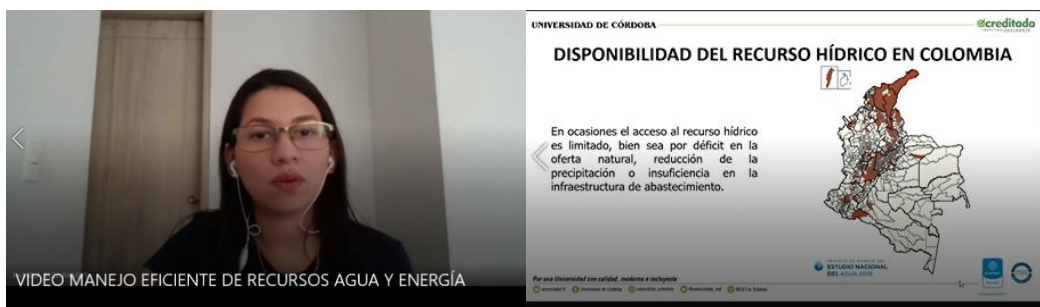 VIDEO MANEJO EFICIENTE DE RECURSOS AGUA Y ENERGÍA
UNIVERSIDAD DE CÓRDOBA
acreditada
DISPONIBILIDAD DEL RECURSO HÍDRICO EN COLOMBIA
En ocasiones el acceso al recurso hídrico
es limitado, bien sea por déficit en la
oferta natural, reducción de la
precipitación o insuficiencia en la
infraestructura de abastecimiento.
ESTUDIO NACIONAL
DEL AGUA 2018
Por una Universidad con calidad, moderna e incluyente